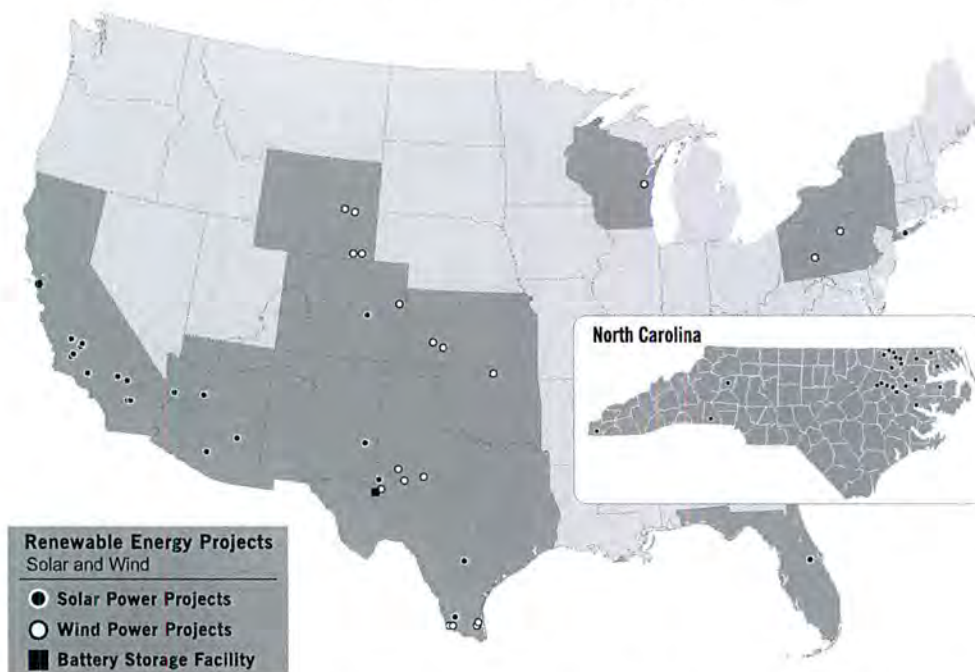 North Carolina
Renewable Energy Projects
Solar and Wind
Solar Power Projects
Wind Power Projects
Battery Storage Facility